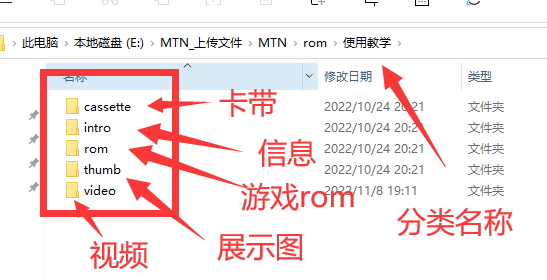 此电脑 > 本地磁盘 (E:) > MTN_上传文件 > MTN > rom > 使用教学 >
名称 修改日期 类型
cassette 2022/10/24 20:21 文件夹
intro 2022/10/24 20:21 文件夹
rom 2022/10/24 20:21 文件夹
thumb 2022/10/24 20:21 文件夹
video 2022/11/8 19:11 文件夹
卡带
信息
游戏rom
分类名称
视频
展示图